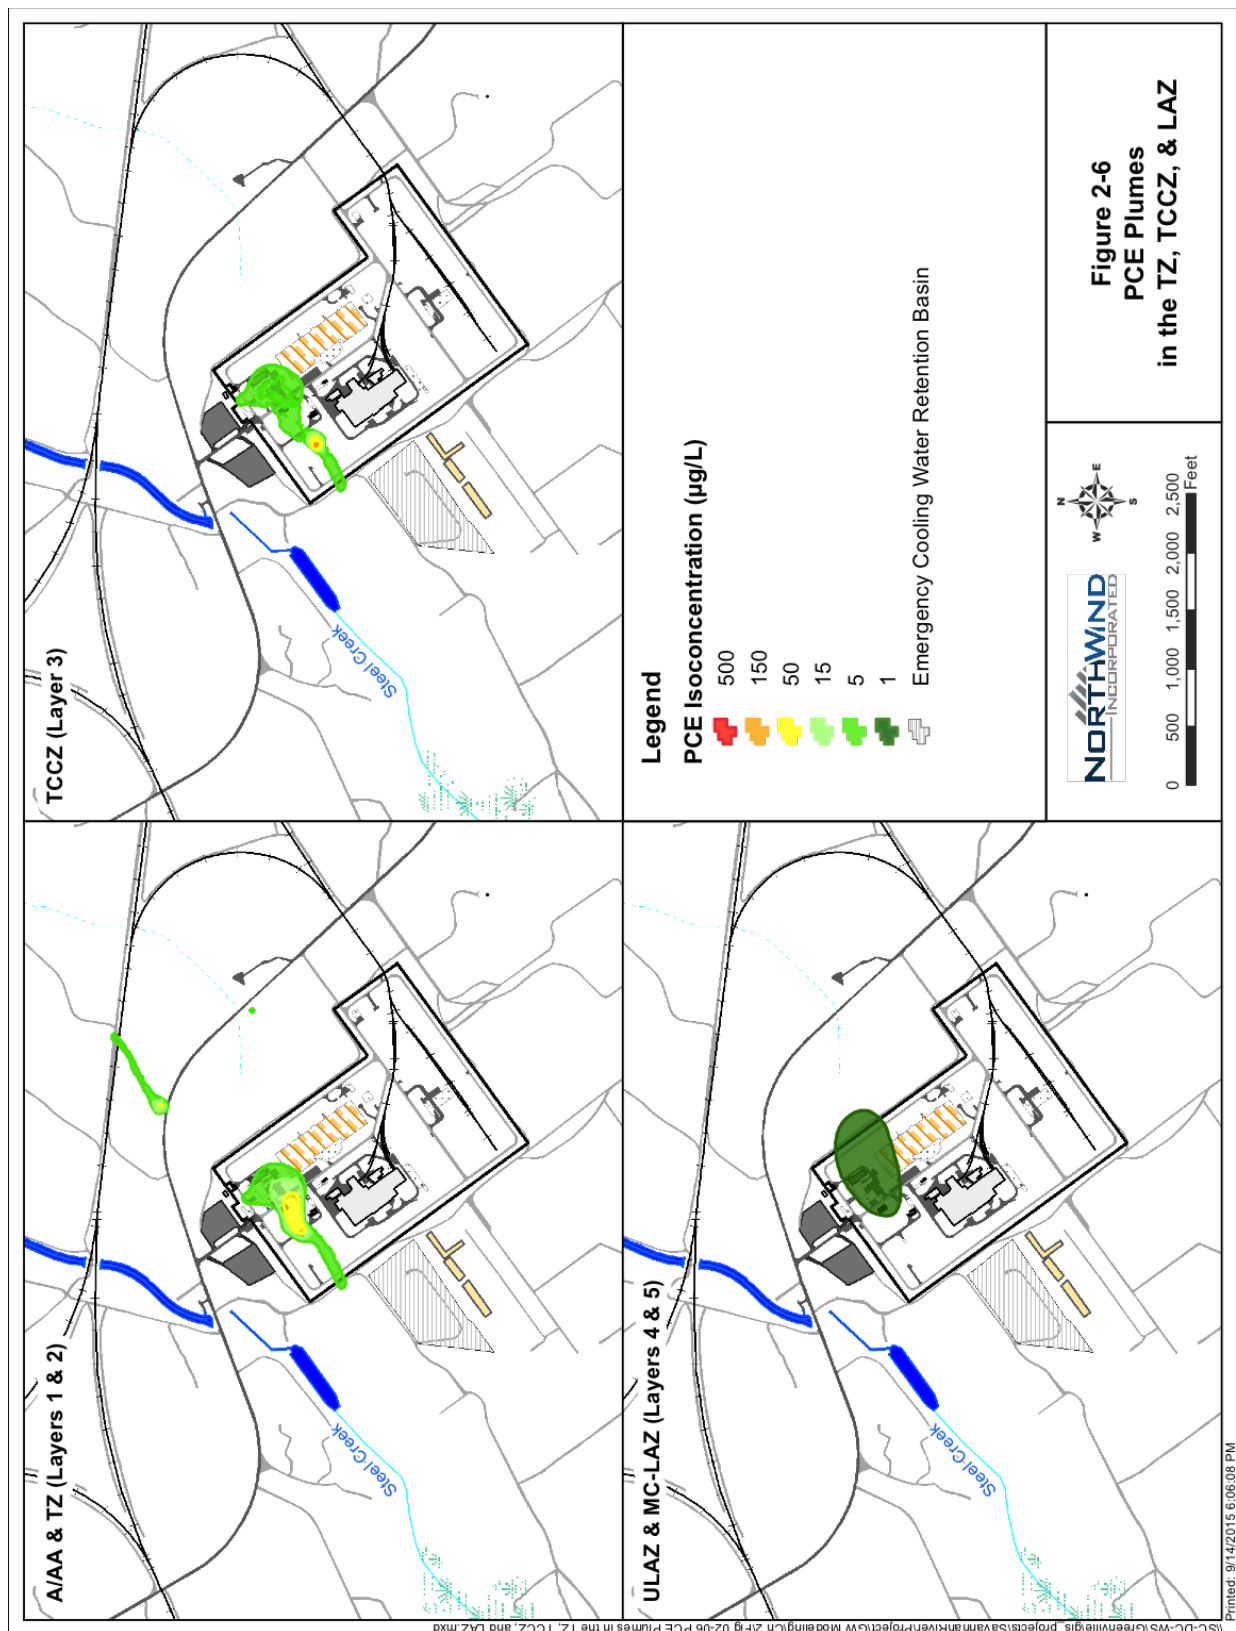 A/AA & TZ (Layers 1 & 2)
Steel Creek
TCCZ (Layer 3)
Steel Creek
ULAZ & MC-LAZ (Layers 4 & 5)
Steel Creek
Legend
PCE Isoconcentration (µg/L)
500
150
50
15
5
1
Emergency Cooling Water Retention Basin
NORTHWIND
INCORPORATED
N
E
S
W
0 500 1,000 1,500 2,000 2,500
Feet
Figure 2-6
PCE Plumes
in the TZ, TCCZ, & LAZ
Printed: 9/14/2015 6:06:08 PM